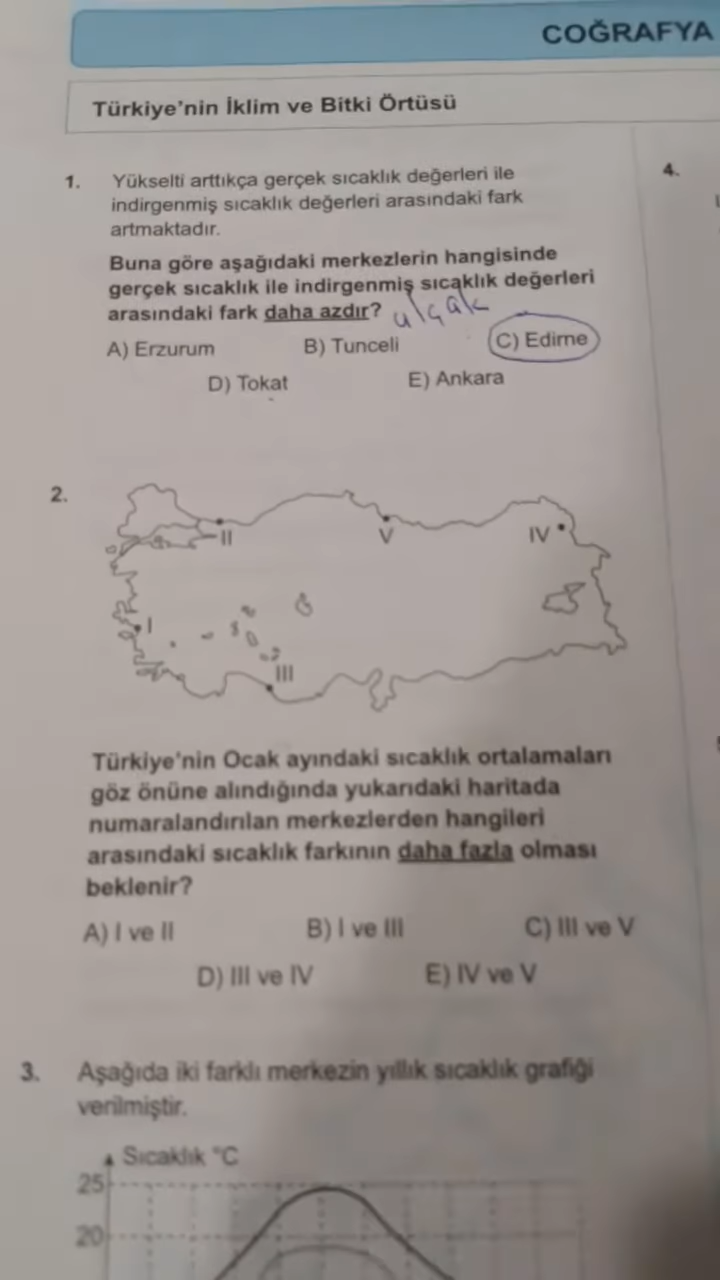 COĞRAFYA
Türkiye'nin İklim ve Bitki Örtüsü
1. Yükselti arttıkça gerçek sıcaklık değerleri ile
indirgenmiş sıcaklık değerleri arasındaki fark
artmaktadır.
Buna göre aşağıdaki merkezlerin hangisinde
gerçek sıcaklık ile indirgenmiş sıcaklık değerleri
arasındaki fark daha azdır? alçak
A) Erzurum B) Tunceli C) Edirne
D) Tokat E) Ankara
4.
2.
II V IV
I
III
Türkiye'nin Ocak ayındaki sıcaklık ortalamaları
göz önüne alındığında yukarıdaki haritada
numaralandırılan merkezlerden hangileri
arasındaki sıcaklık farkının daha fazla olması
beklenir?
A) I ve II B) I ve III C) III ve V
D) III ve IV E) IV ve V
3. Aşağıda iki farklı merkezin yıllık sıcaklık grafiği
verilmiştir.
Sıcaklık °C
25
20